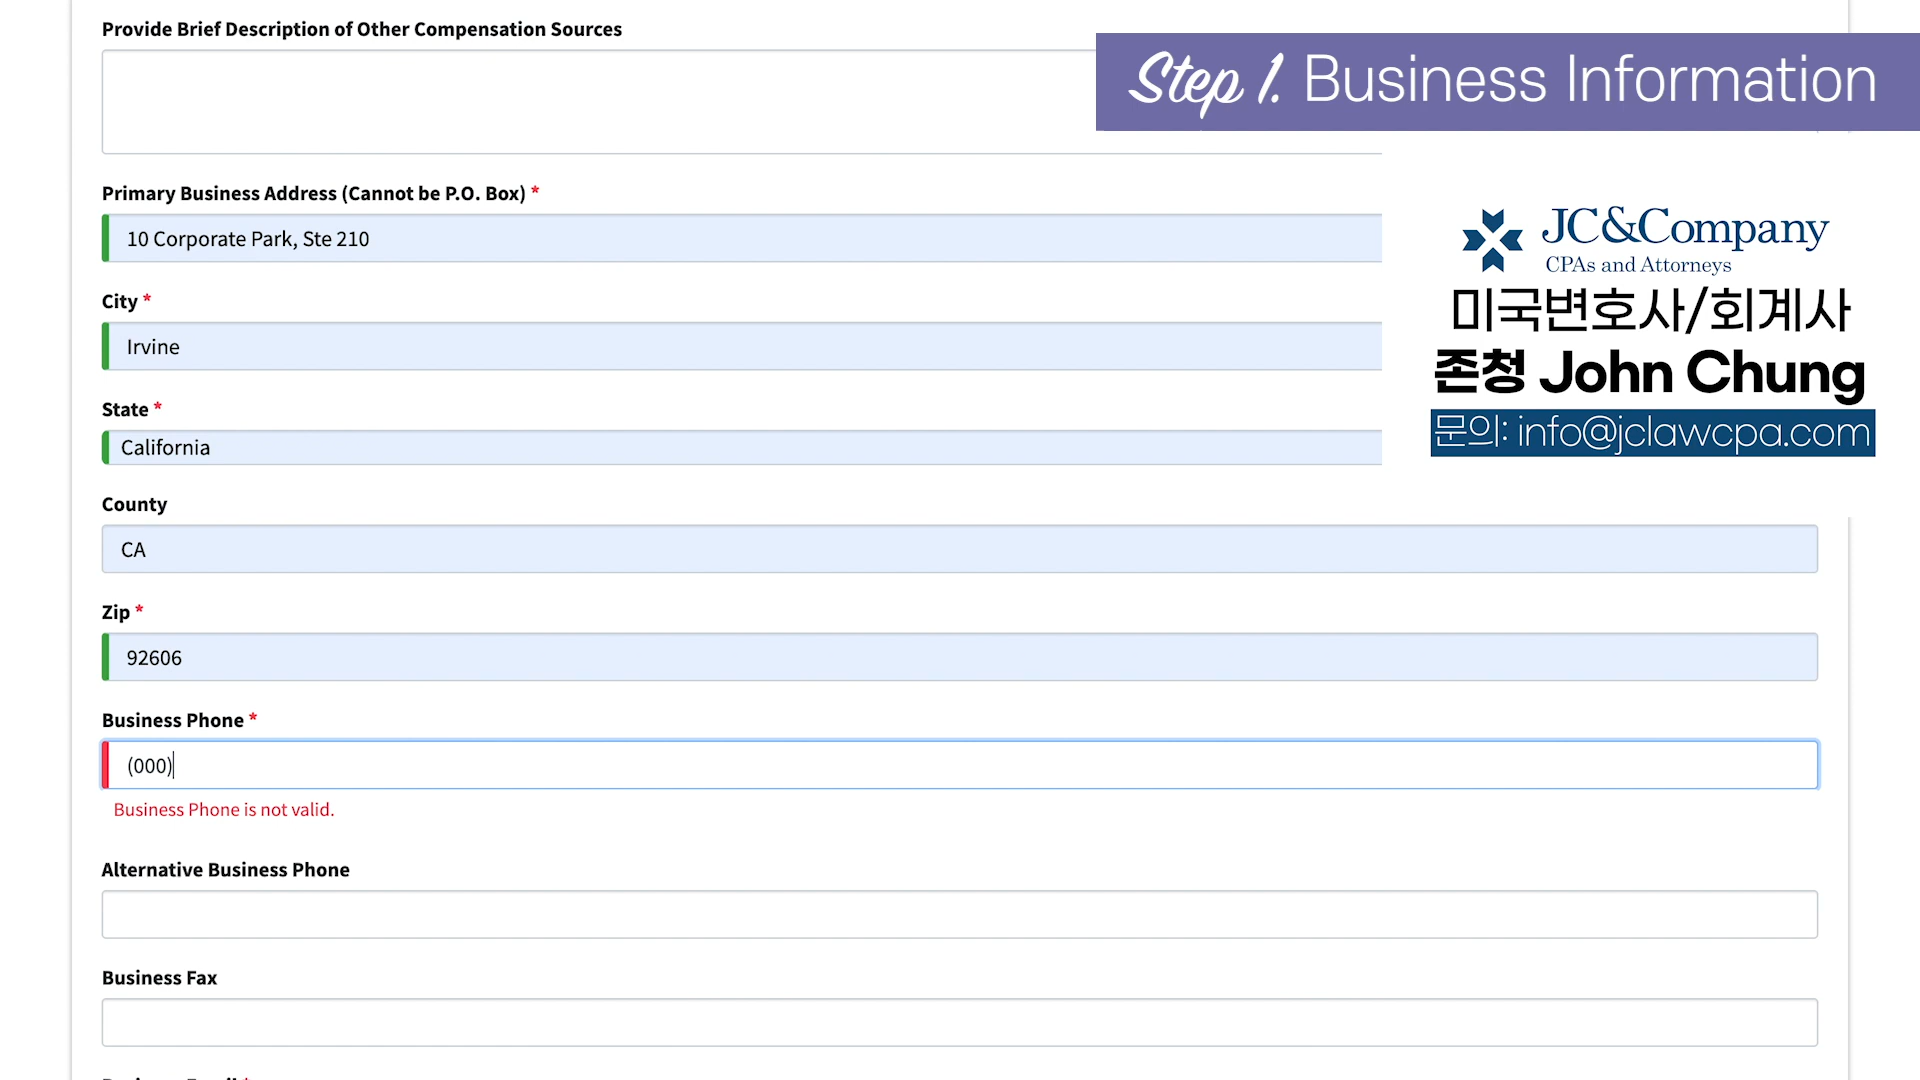 Provide Brief Description of Other Compensation Sources
Step 1. Business Information
Primary Business Address (Cannot be P.O. Box) *
10 Corporate Park, Ste 210
City *
Irvine
State *
California
County
CA
Zip *
92606
Business Phone *
(000)
Business Phone is not valid.
Alternative Business Phone
Business Fax
JC&Company
CPAs and Attorneys
미국변호사/회계사
존청 John Chung
문의: info@jclawcpa.com